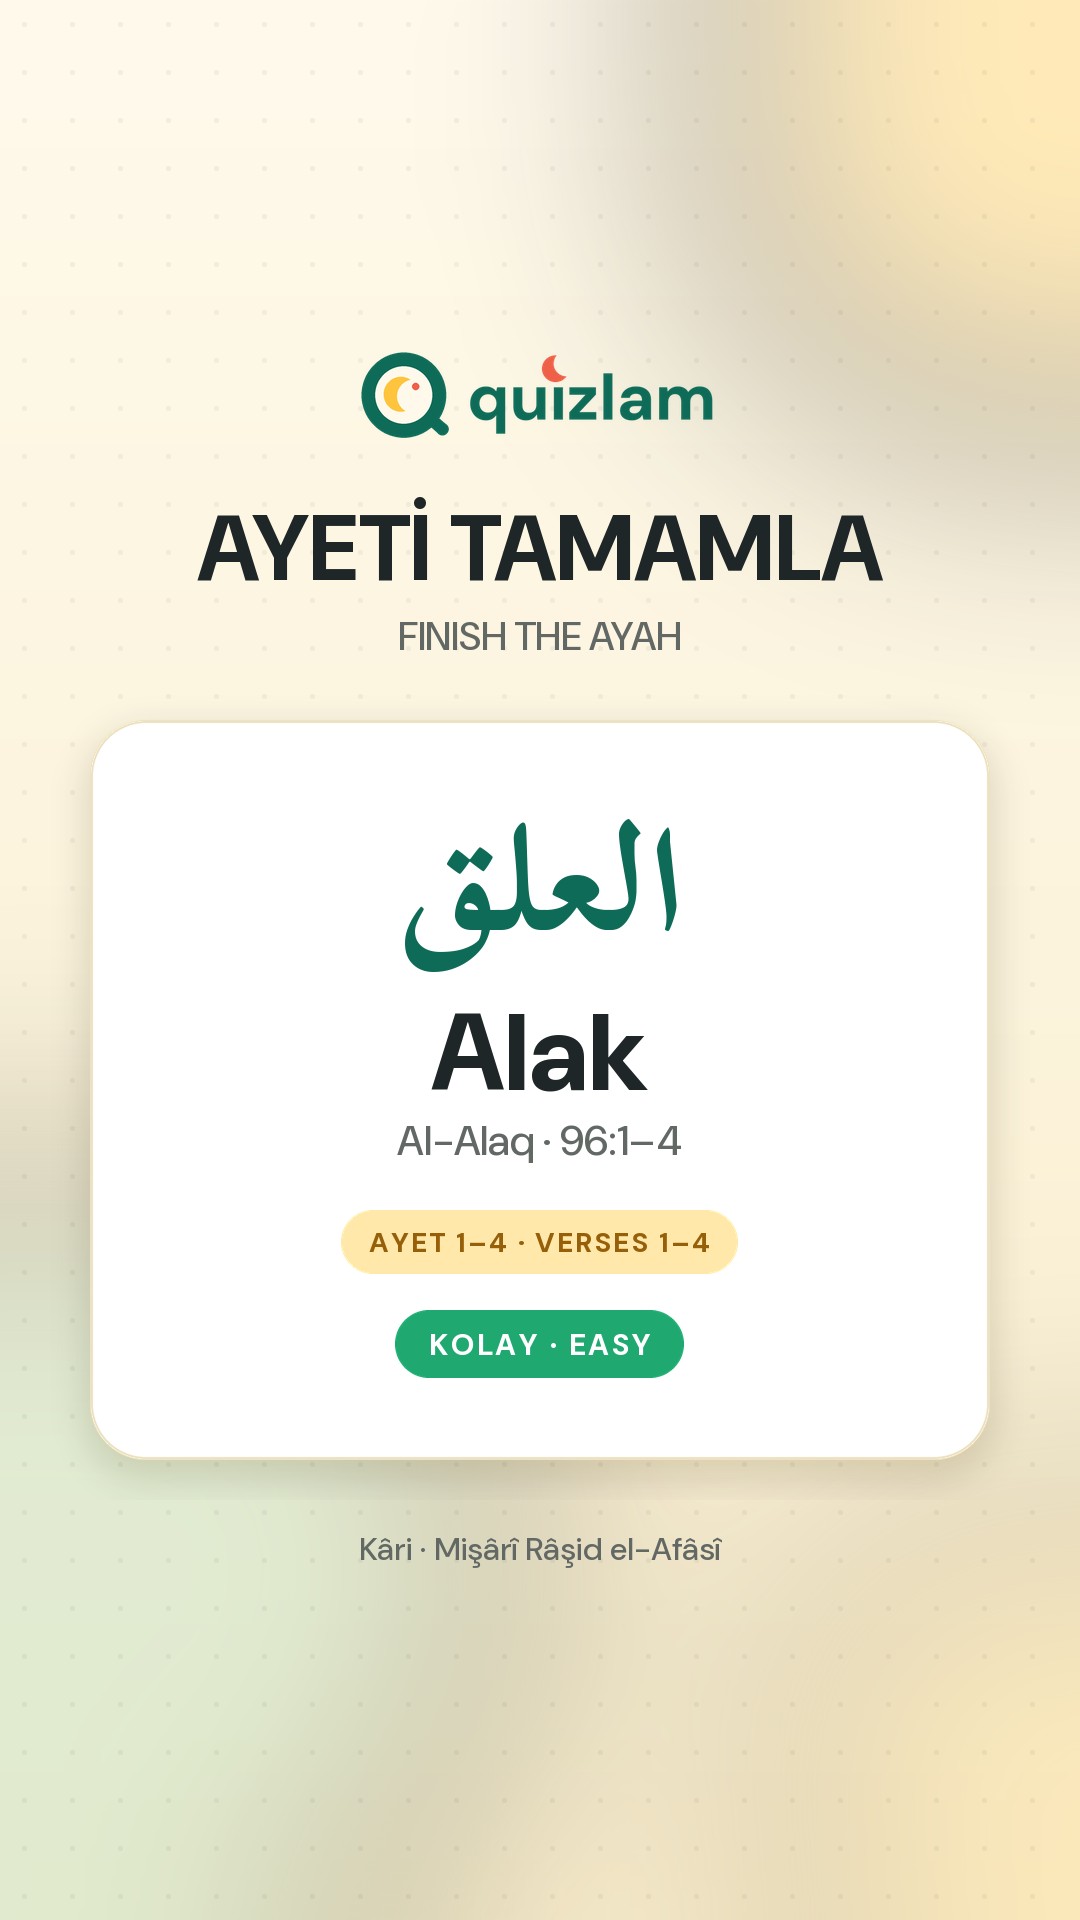 quizlam
AYETİ TAMAMLA
FINISH THE AYAH
العلق
Alak
Al-Alaq · 96:1–4
AYET 1–4 · VERSES 1–4
KOLAY · EASY
Kâri · Mişârî Râşid el-Afâsî